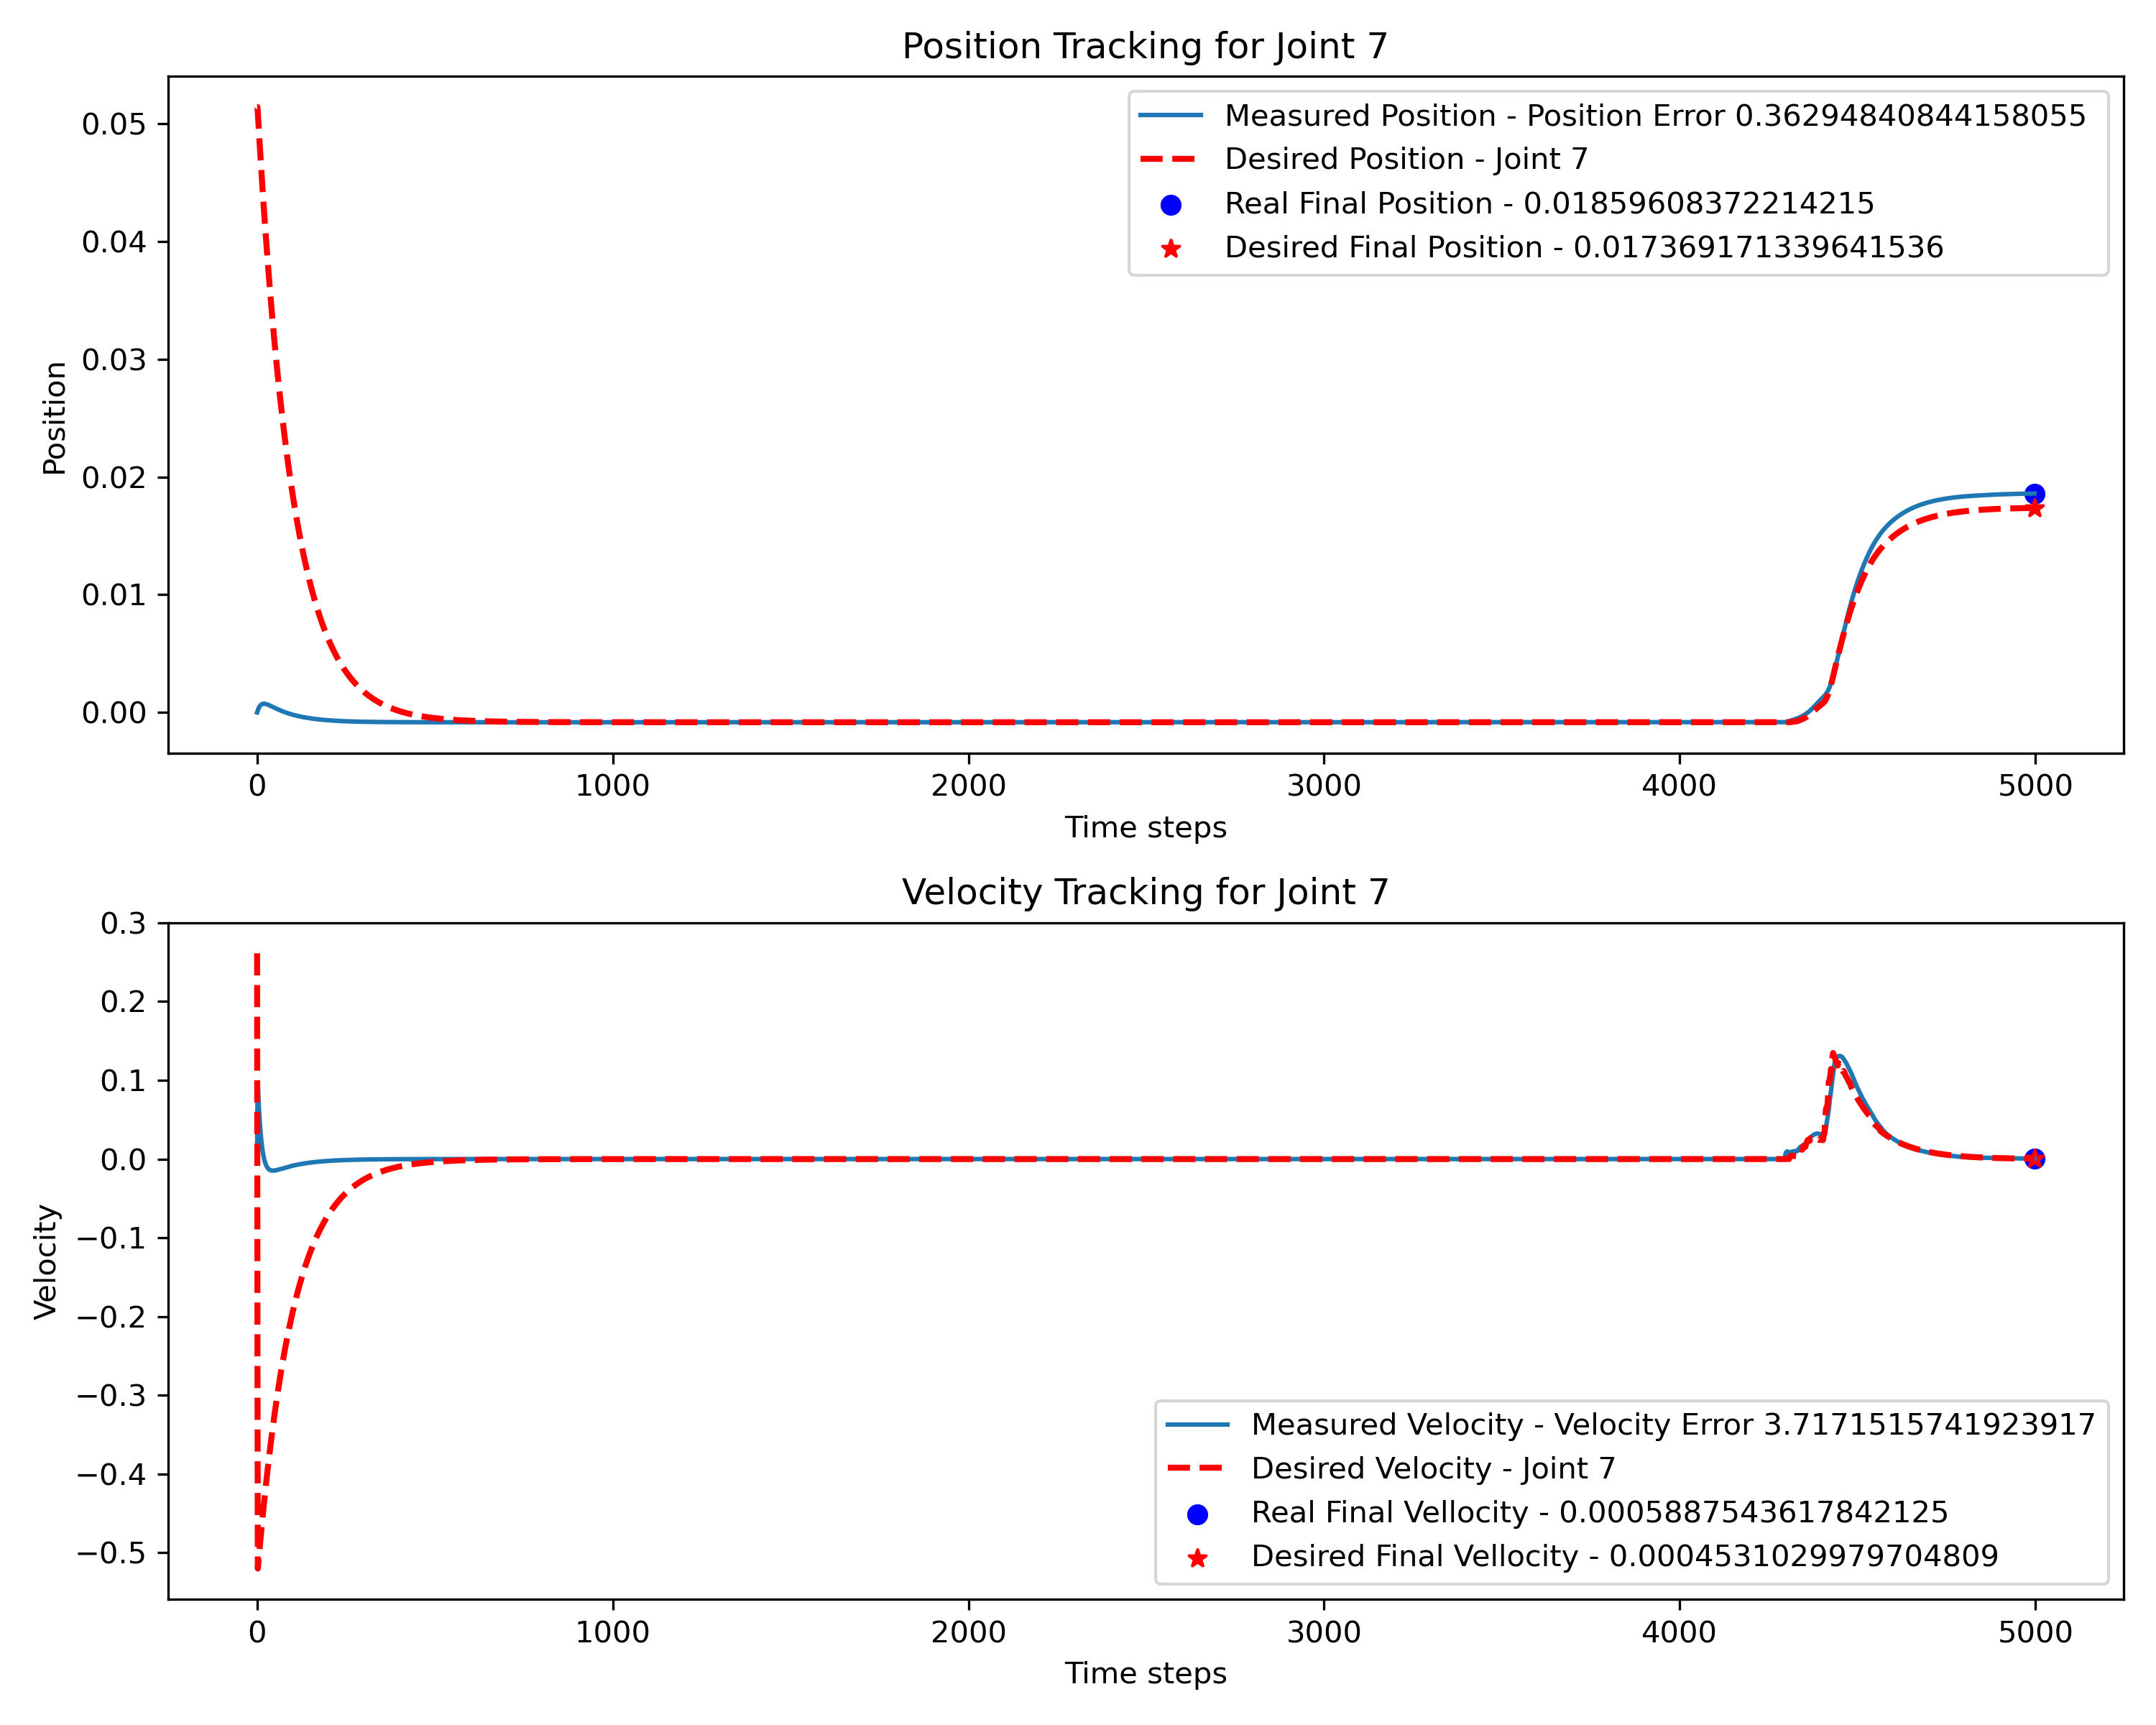 Position Tracking for Joint 7
Measured Position - Position Error 0.36294840844158055
Desired Position - Joint 7
Real Final Position - 0.01859608372214215
Desired Final Position - 0.017369171339641536
0.05
0.04
0.03
0.02
0.01
0.00
Position
0 1000 2000 3000 4000 5000
Time steps
Velocity Tracking for Joint 7
0.3
0.2
0.1
0.0
−0.1
−0.2
−0.3
−0.4
−0.5
Velocity
Measured Velocity - Velocity Error 3.7171515741923917
Desired Velocity - Joint 7
Real Final Vellocity - 0.0005887543617842125
Desired Final Vellocity - 0.0004531029979704809
0 1000 2000 3000 4000 5000
Time steps